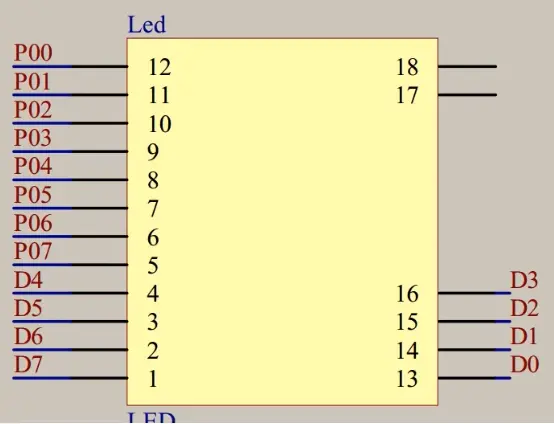 Led
P00 12 18
P01 11 17
P02 10
P03 9
P04 8
P05 7
P06 6
P07 5
D4 4 16 D3
D5 3 15 D2
D6 2 14 D1
D7 1 13 D0
LED